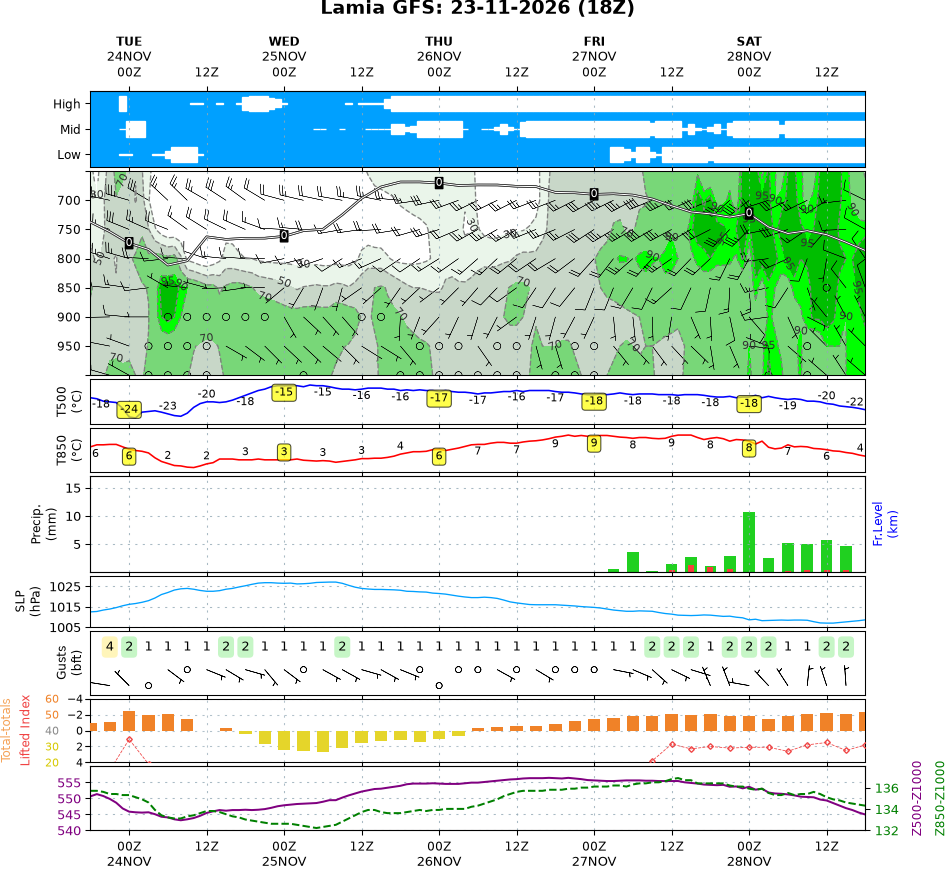 Lamia GFS: 23-11-2026 (18Z)
TUE WED THU FRI SAT
24NOV 25NOV 26NOV 27NOV 28NOV
00Z 12Z 00Z 12Z 00Z 12Z 00Z 12Z 00Z 12Z
High
Mid
Low
700
750
800
850
900
950
0 0 0 0 0
T500
(°C)
-18 -24 -23 -20 -18 -15 -15 -16 -16 -17 -17 -16 -17 -18 -18 -18 -18 -18 -19 -20 -22
T850
(°C)
6 6 2 2 3 3 3 3 4 6 7 7 9 9 8 9 8 8 7 6 4
Precip.
(mm)
15
10
5
Fr.Level
(km)
SLP
(hPa)
1025
1015
1005
Gusts
(bft)
4 2 1 1 1 1 2 2 1 1 1 1 2 1 1 1 1 1 1 1 1 1 1 1 1 1 1 1 2 2 2 1 2 2 2 1 1 2 2
Total-totals
Lifted Index
60 −4
50 −2
40 0
30 2
20 4
555
550
545
540
136
134
132
Z500-Z1000
Z850-Z1000
00Z 12Z 00Z 12Z 00Z 12Z 00Z 12Z 00Z 12Z
24NOV 25NOV 26NOV 27NOV 28NOV